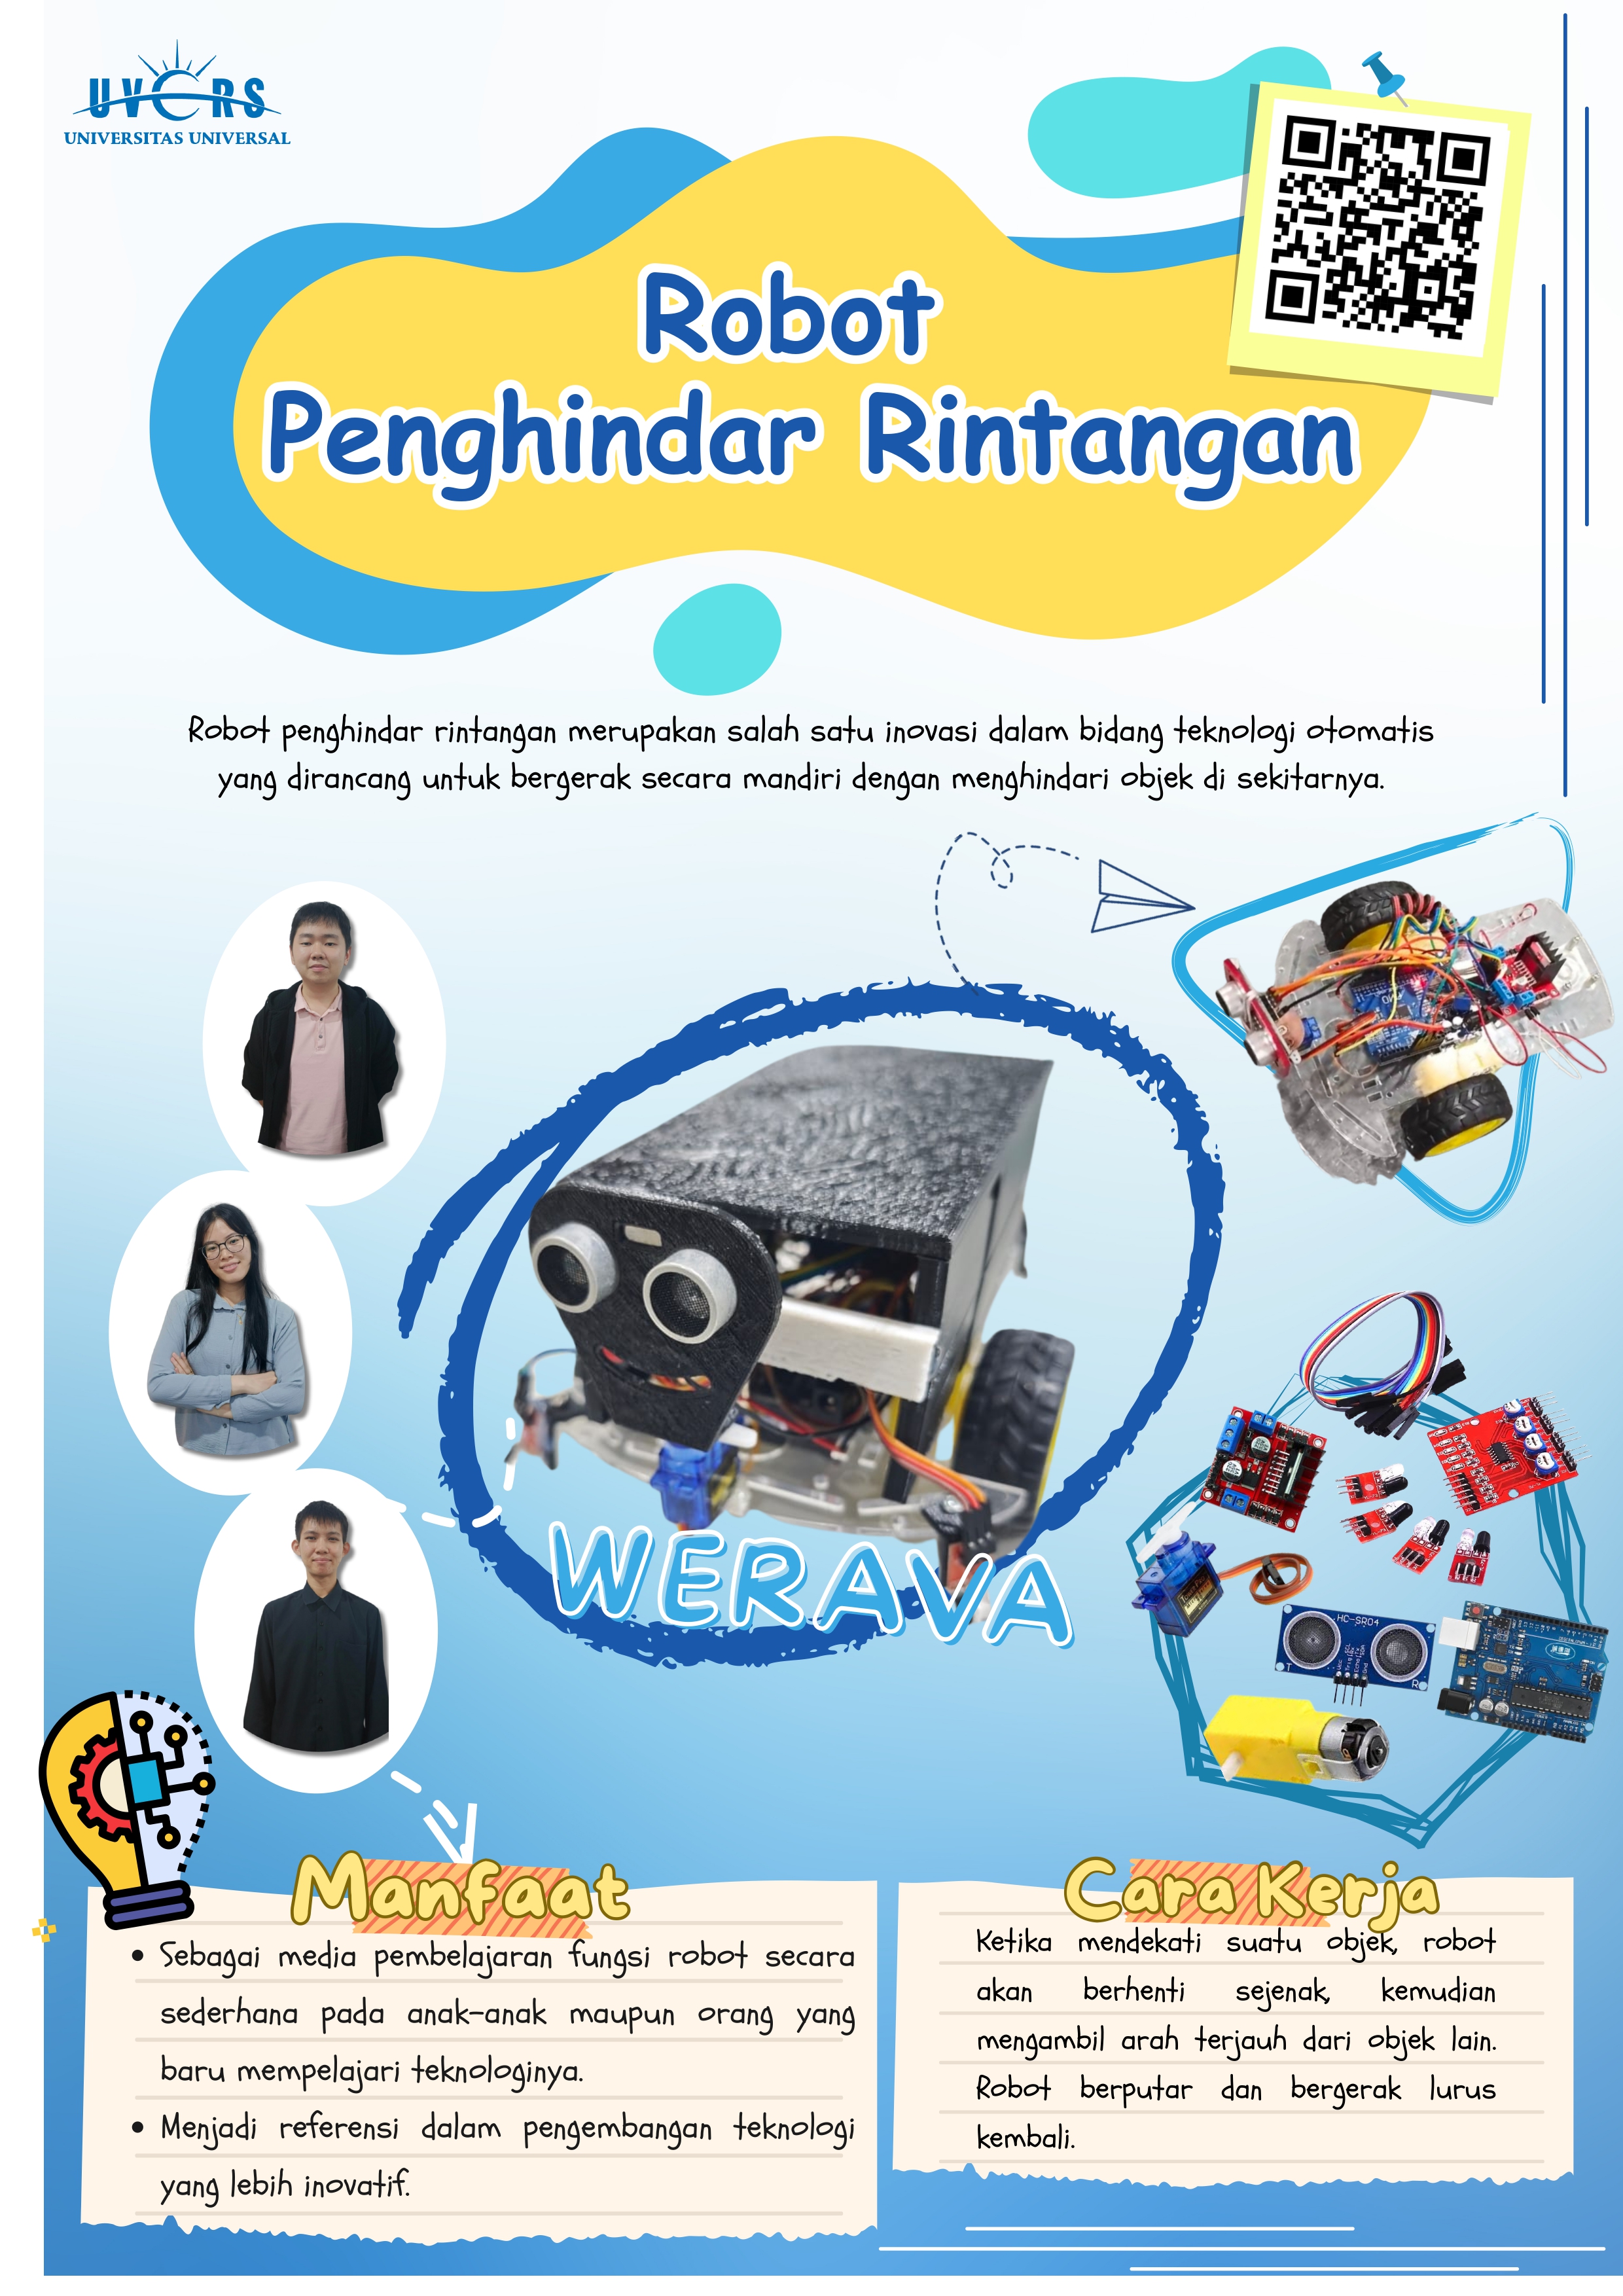 UVERS
UNIVERSITAS UNIVERSAL
Robot
Penghindar Rintangan
Robot penghindar rintangan merupakan salah satu inovasi dalam bidang teknologi otomatis
yang dirancang untuk bergerak secara mandiri dengan menghindari objek di sekitarnya.
WERAVA
HC-SR04
T
R
Manfaat
• Sebagai media pembelajaran fungsi robot secara
sederhana pada anak-anak maupun orang yang
baru mempelajari teknologinya.
• Menjadi referensi dalam pengembangan teknologi
yang lebih inovatif.
Cara Kerja
Ketika mendekati suatu objek, robot
akan berhenti sejenak, kemudian
mengambil arah terjauh dari objek lain.
Robot berputar dan bergerak lurus
kembali.